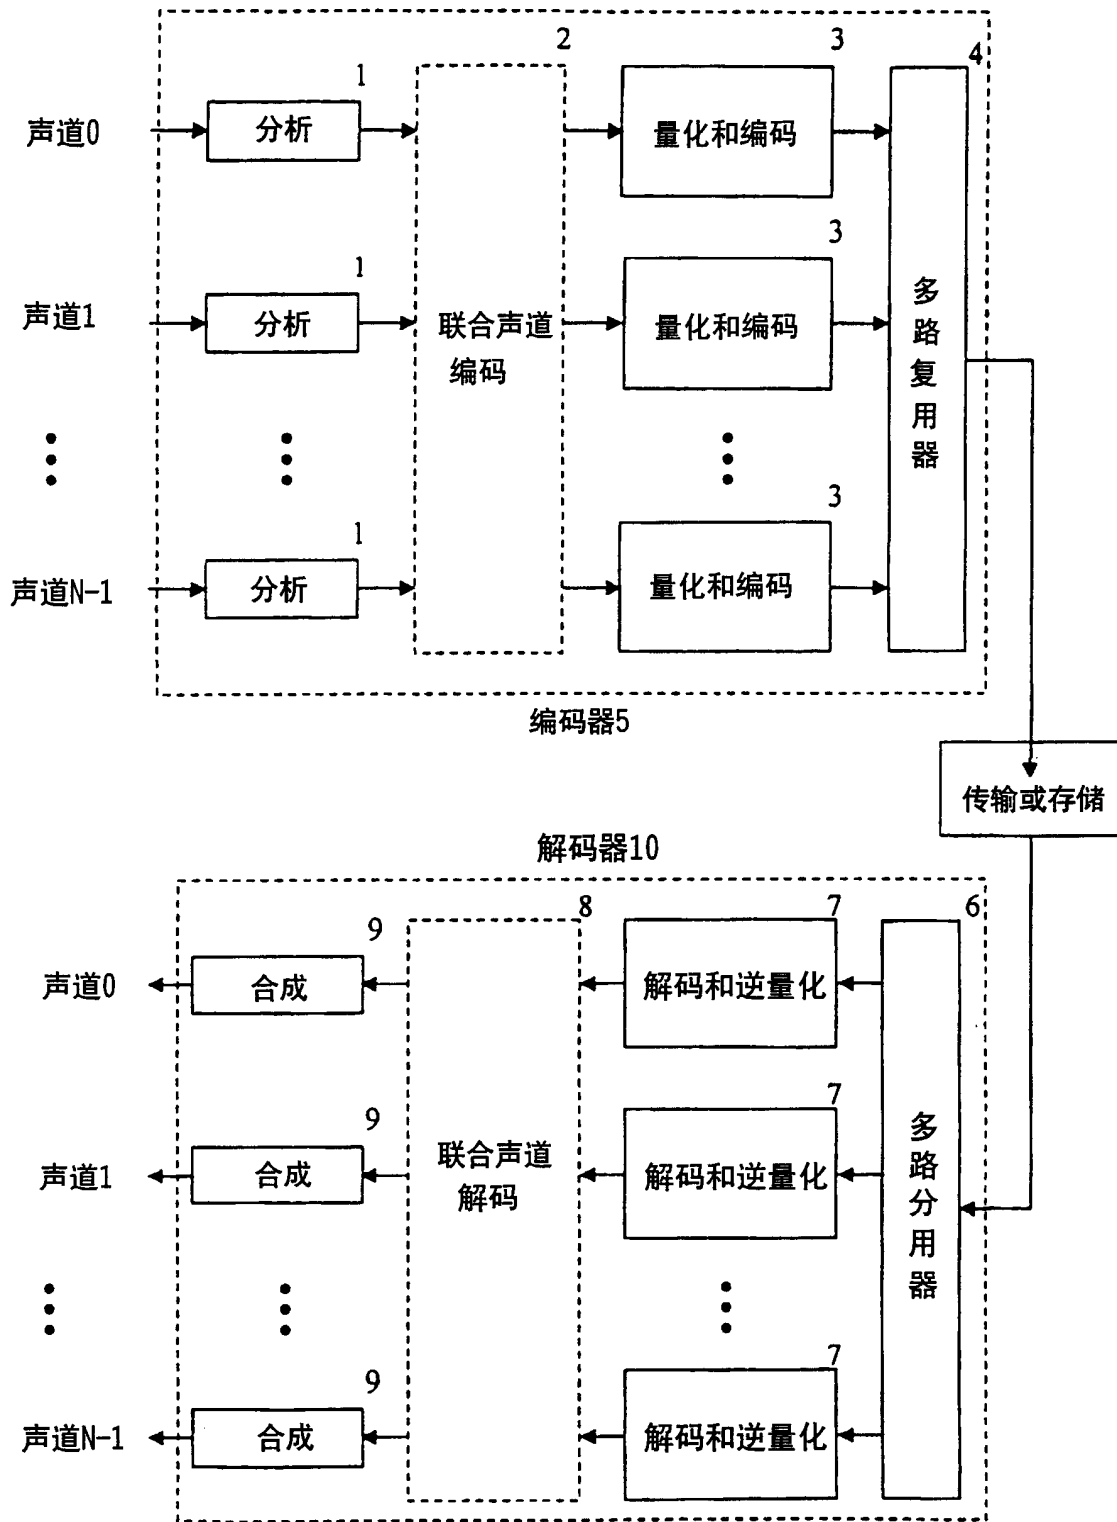 2
3
4
1
声道0
分析
量化和编码
1
3
声道1
分析
联合声道
编码
量化和编码
多路复用器
1
3
声道N-1
分析
量化和编码
编码器5
传输或存储
解码器10
9
8
7
6
声道0
合成
解码和逆量化
9
7
声道1
合成
联合声道
解码
解码和逆量化
多路分用器
9
7
声道N-1
合成
解码和逆量化